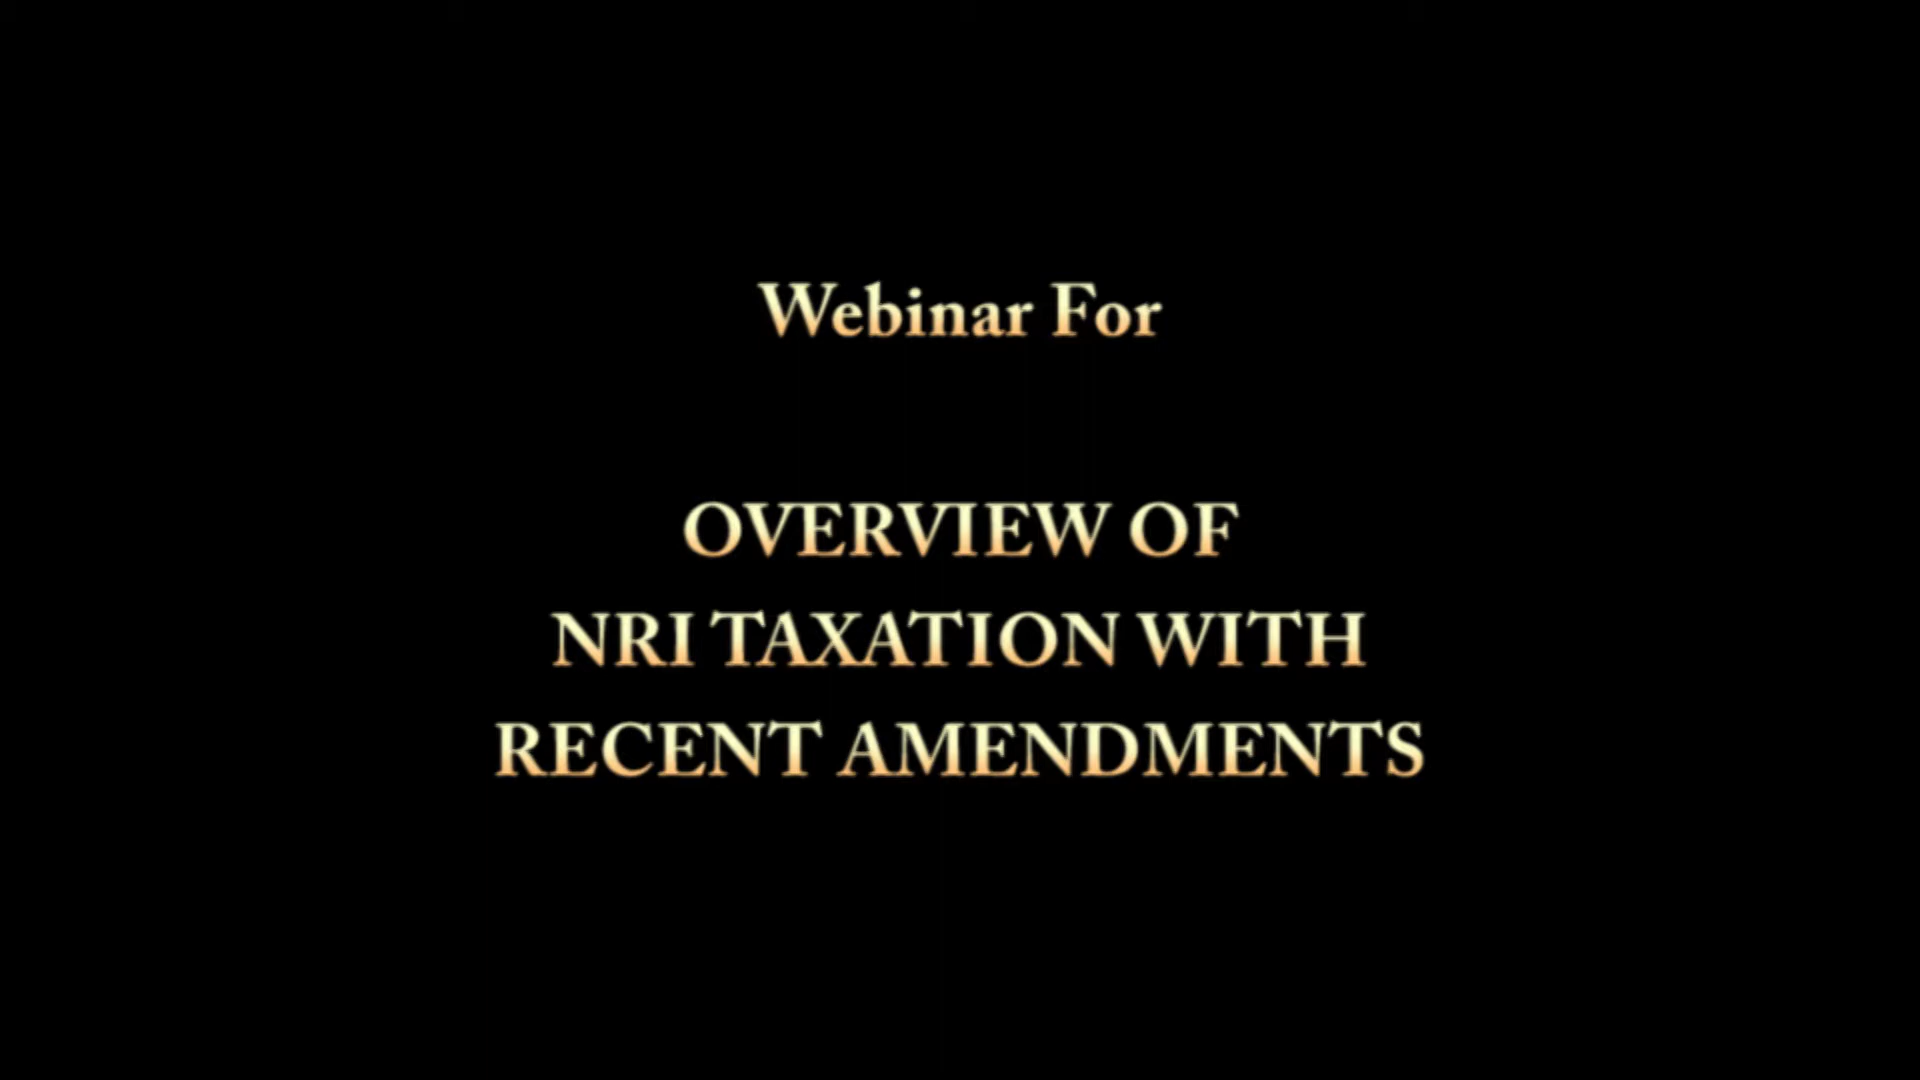 Webinar For
OVERVIEW OF
NRI TAXATION WITH
RECENT AMENDMENTS